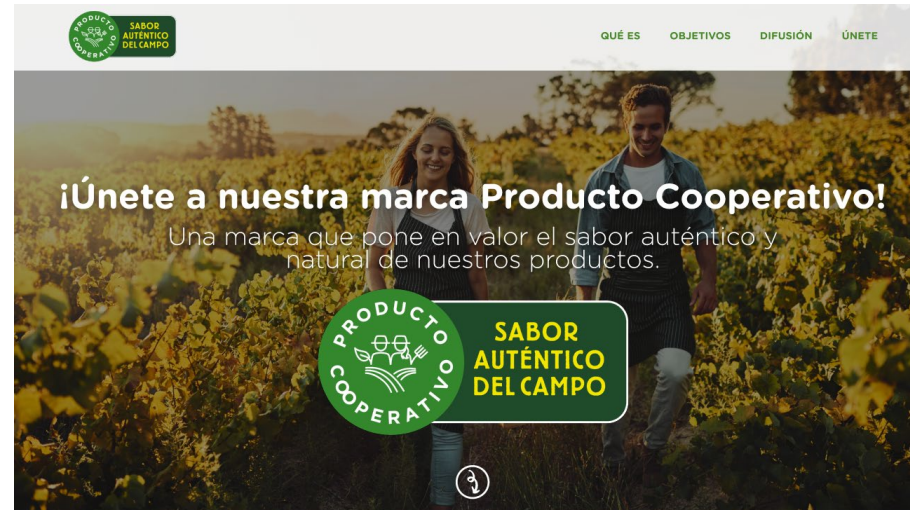 PRODUCTO COOPERATIVO
SABOR
AUTÉNTICO
DEL CAMPO
QUÉ ES
OBJETIVOS
DIFUSIÓN
ÚNETE
¡Únete a nuestra marca Producto Cooperativo!
Una marca que pone en valor el sabor auténtico y
natural de nuestros productos.
PRODUCTO COOPERATIVO
SABOR
AUTÉNTICO
DEL CAMPO